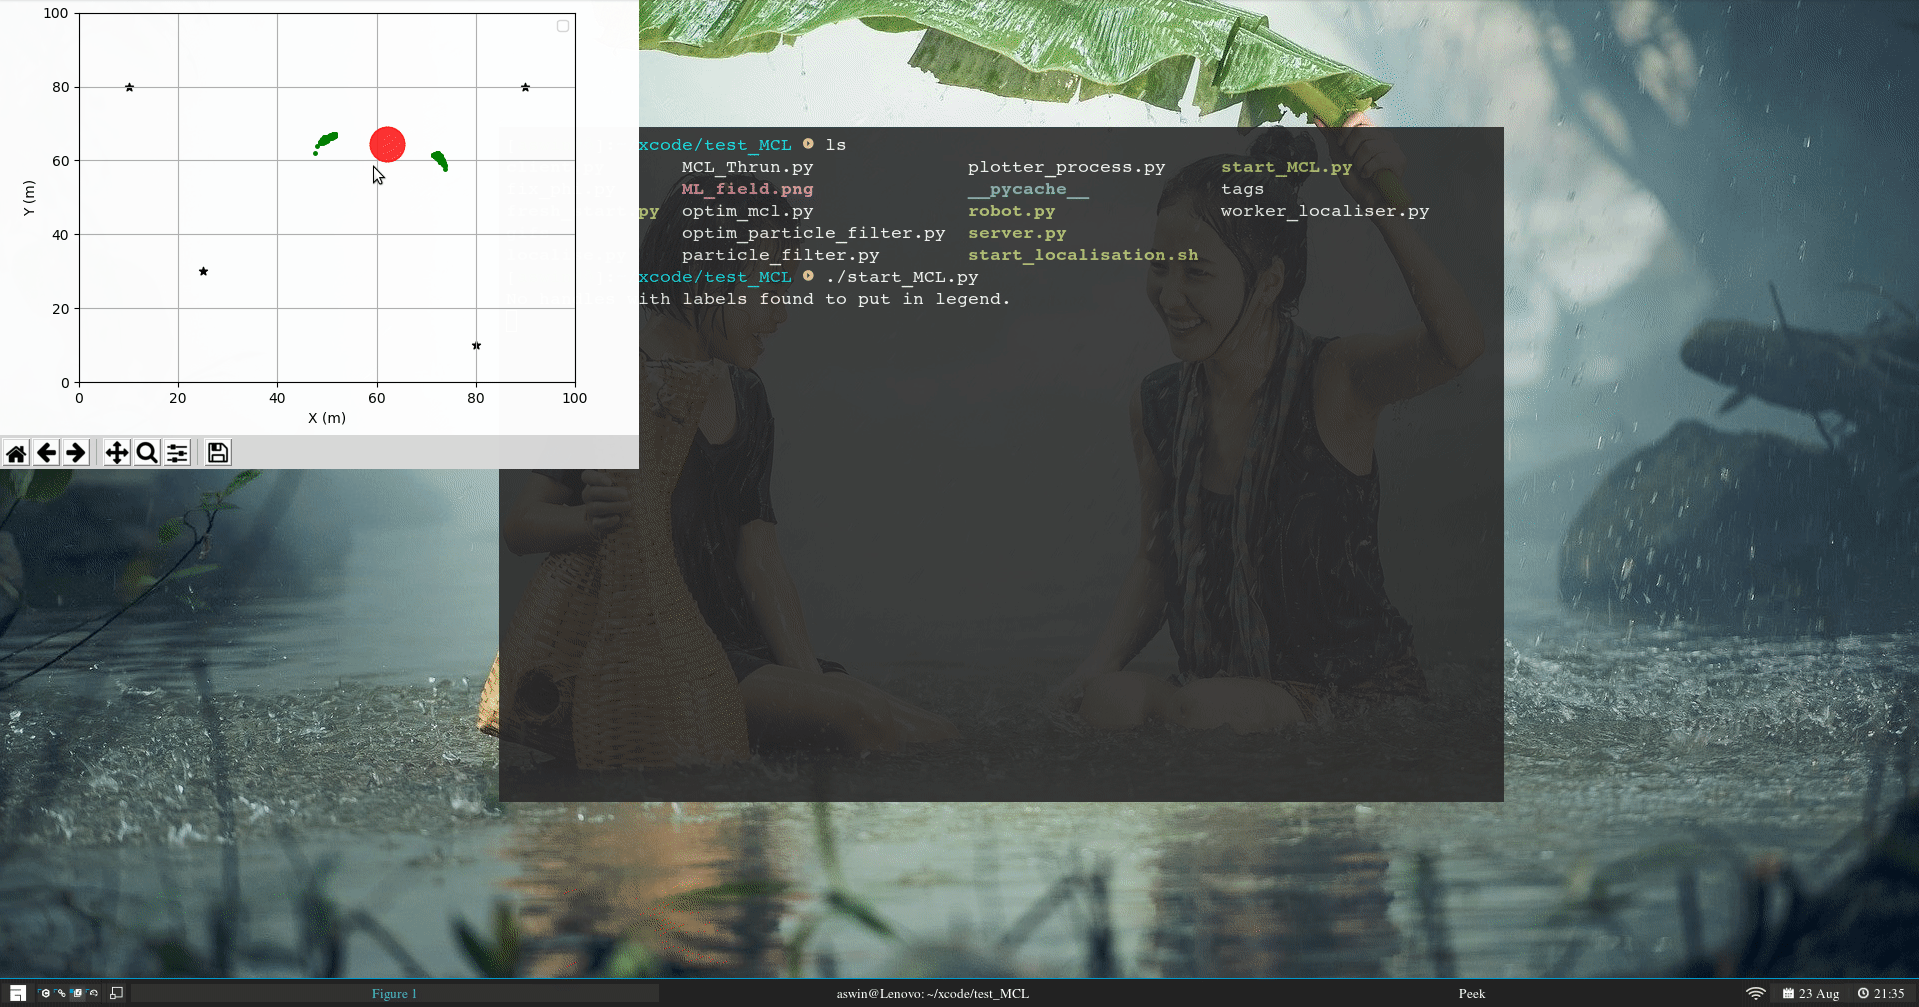 100
80
60
40
20
0
Y (m)
0 20 40 60 80 100
X (m)
xcode/test_MCL ls
MCL_Thrun.py plotter_process.py start_MCL.py
ML_field.png __pycache__ tags
py optim_mcl.py robot.py worker_localiser.py
optim_particle_filter.py server.py
particle_filter.py start_localisation.sh
xcode/test_MCL ./start_MCL.py
with labels found to put in legend.
Figure 1 aswin@Lenovo: ~/xcode/test_MCL Peek 23 Aug 21:35